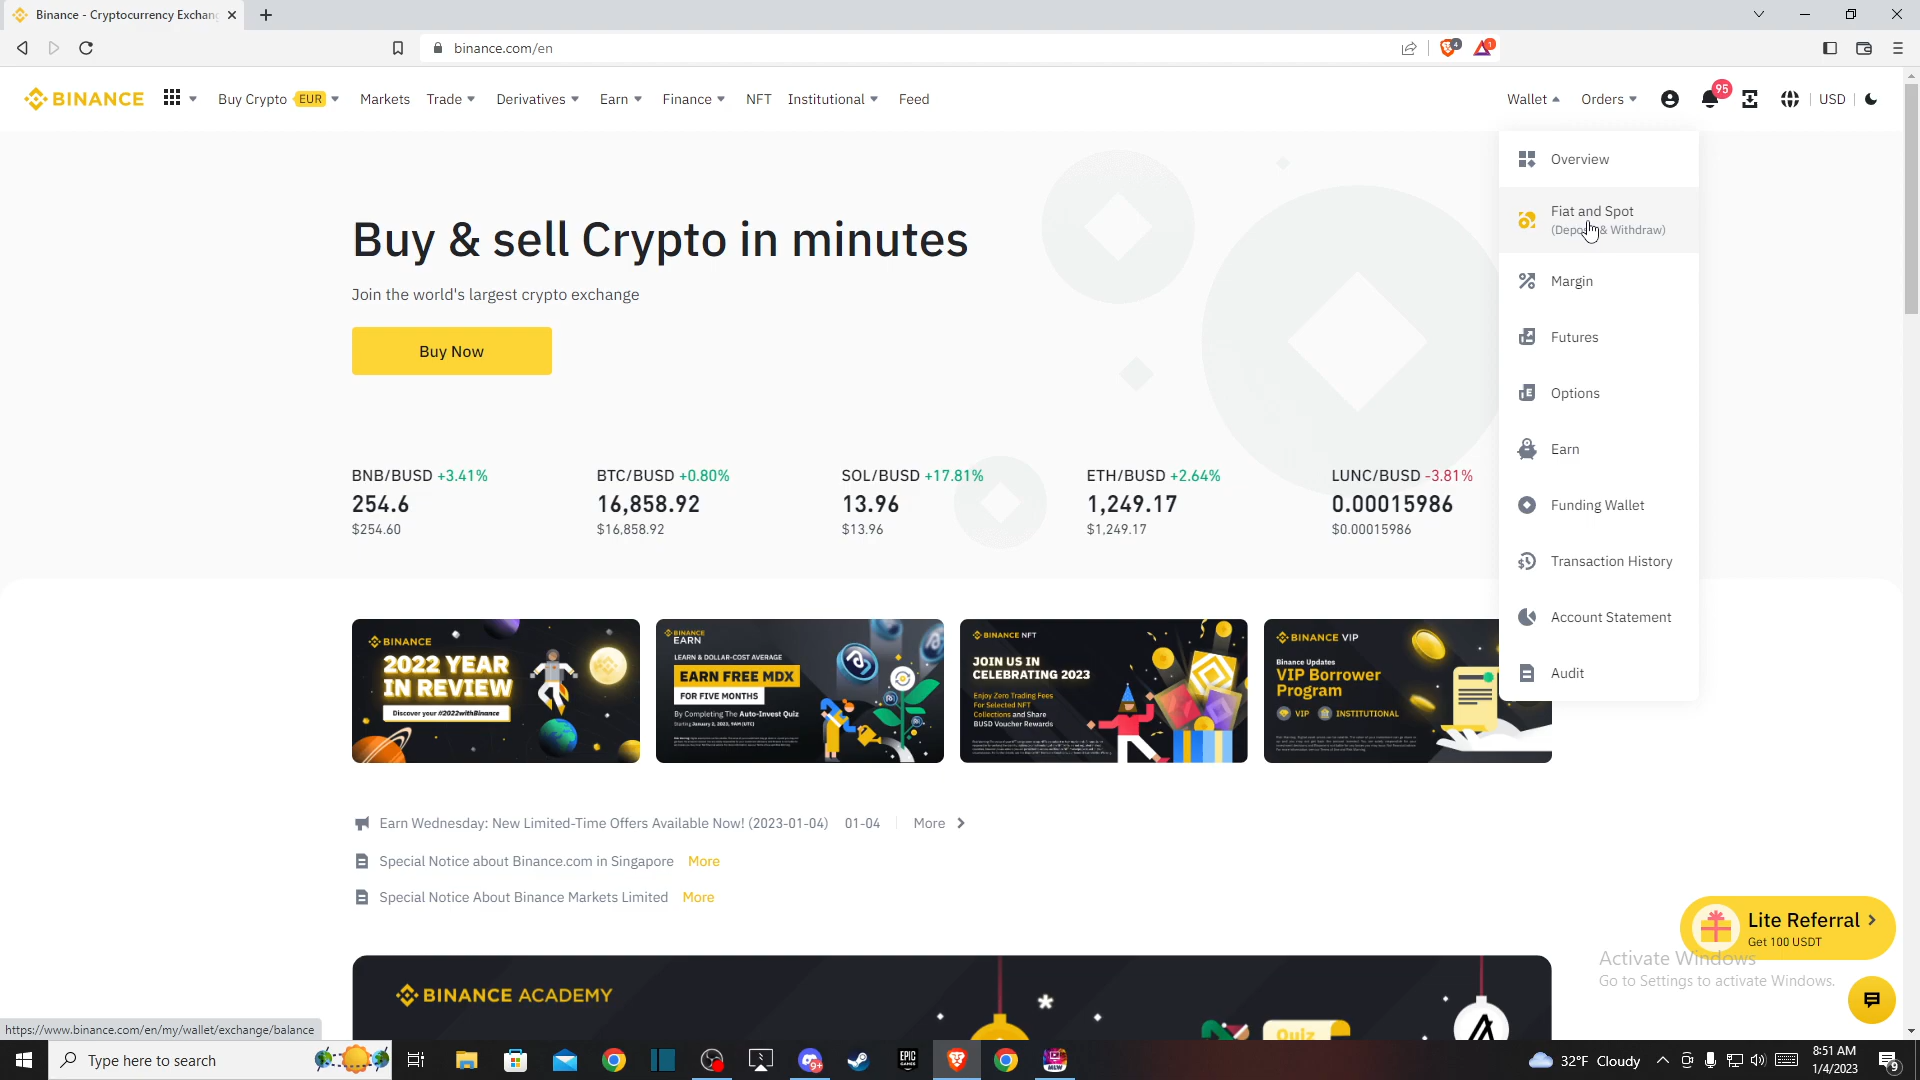 Binance - Cryptocurrency Exchan
binance.com/en
4
1
BINANCE
Buy Crypto EUR
Markets
Trade
Derivatives
Earn
Finance
NFT
Institutional
Feed
Wallet
Orders
95
USD
Overview
Fiat and Spot
& Withdraw)
Margin
Futures
Options
Earn
Funding Wallet
Transaction History
Account Statement
Audit
Buy & sell Crypto in minutes
Join the world's largest crypto exchange
Buy Now
BNB/BUSD +3.41%
254.6
$254.60
BTC/BUSD +0.80%
16,858.92
$16,858.92
SOL/BUSD +17.81%
13.96
$13.96
ETH/BUSD +2.64%
1,249.17
$1,249.17
LUNC/BUSD -3.81%
0.00015986
$0.00015986
BINANCE
2022 YEAR
IN REVIEW
Discover your #2022withBinance
BINANCE
EARN
LEARN & DOLLAR-COST AVERAGE
EARN FREE MDX
FOR FIVE MONTHS
By Completing The Auto-Invest Quiz
BINANCE NFT
JOIN US IN
CELEBRATING 2023
Enjoy Zero Trading Fees
For Selected NFT
Collections and Share
BUSD Voucher Rewards
BINANCE VIP
Binance Updates
VIP Borrower
Program
VIP
INSTITUTIONAL
Earn Wednesday: New Limited-Time Offers Available Now! (2023-01-04) 01-04 More
Special Notice about Binance.com in Singapore More
Special Notice About Binance Markets Limited More
Lite Referral
Get 100 USDT
Activate Windows
Go to Settings to activate Windows.
BINANCE ACADEMY
Quiz
https://www.binance.com/en/my/wallet/exchange/balance
Type here to search
9+
EPIC
GAMES
32°F Cloudy
8:51 AM
1/4/2023
9